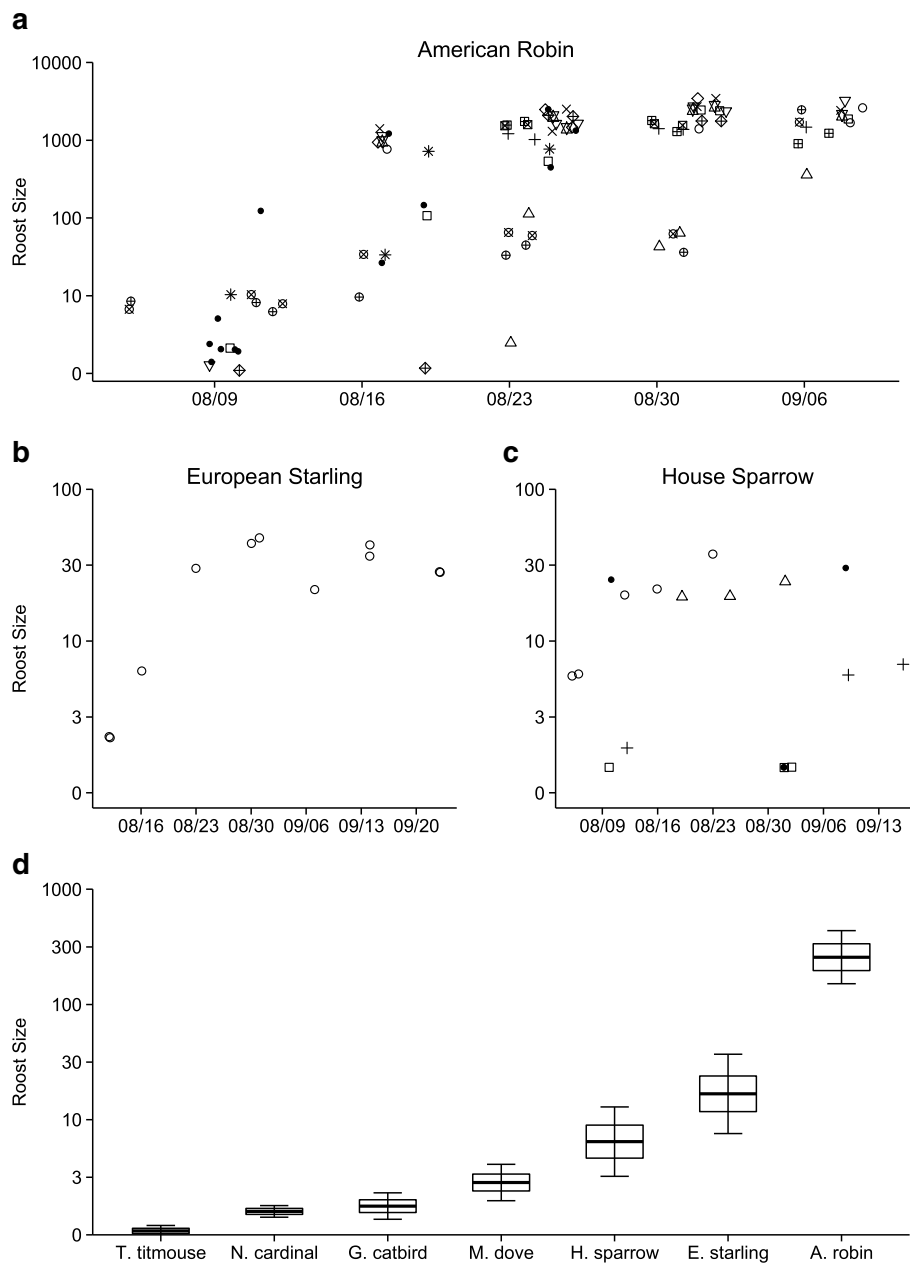 a
American Robin
Roost Size
10000
1000
100
10
0
08/09 08/16 08/23 08/30 09/06
b
European Starling
Roost Size
100
30
10
3
0
08/16 08/23 08/30 09/06 09/13 09/20
c
House Sparrow
100
30
10
3
0
08/09 08/16 08/23 08/30 09/06 09/13
d
Roost Size
1000
300
100
30
10
3
0
T. titmouse N. cardinal G. catbird M. dove H. sparrow E. starling A. robin